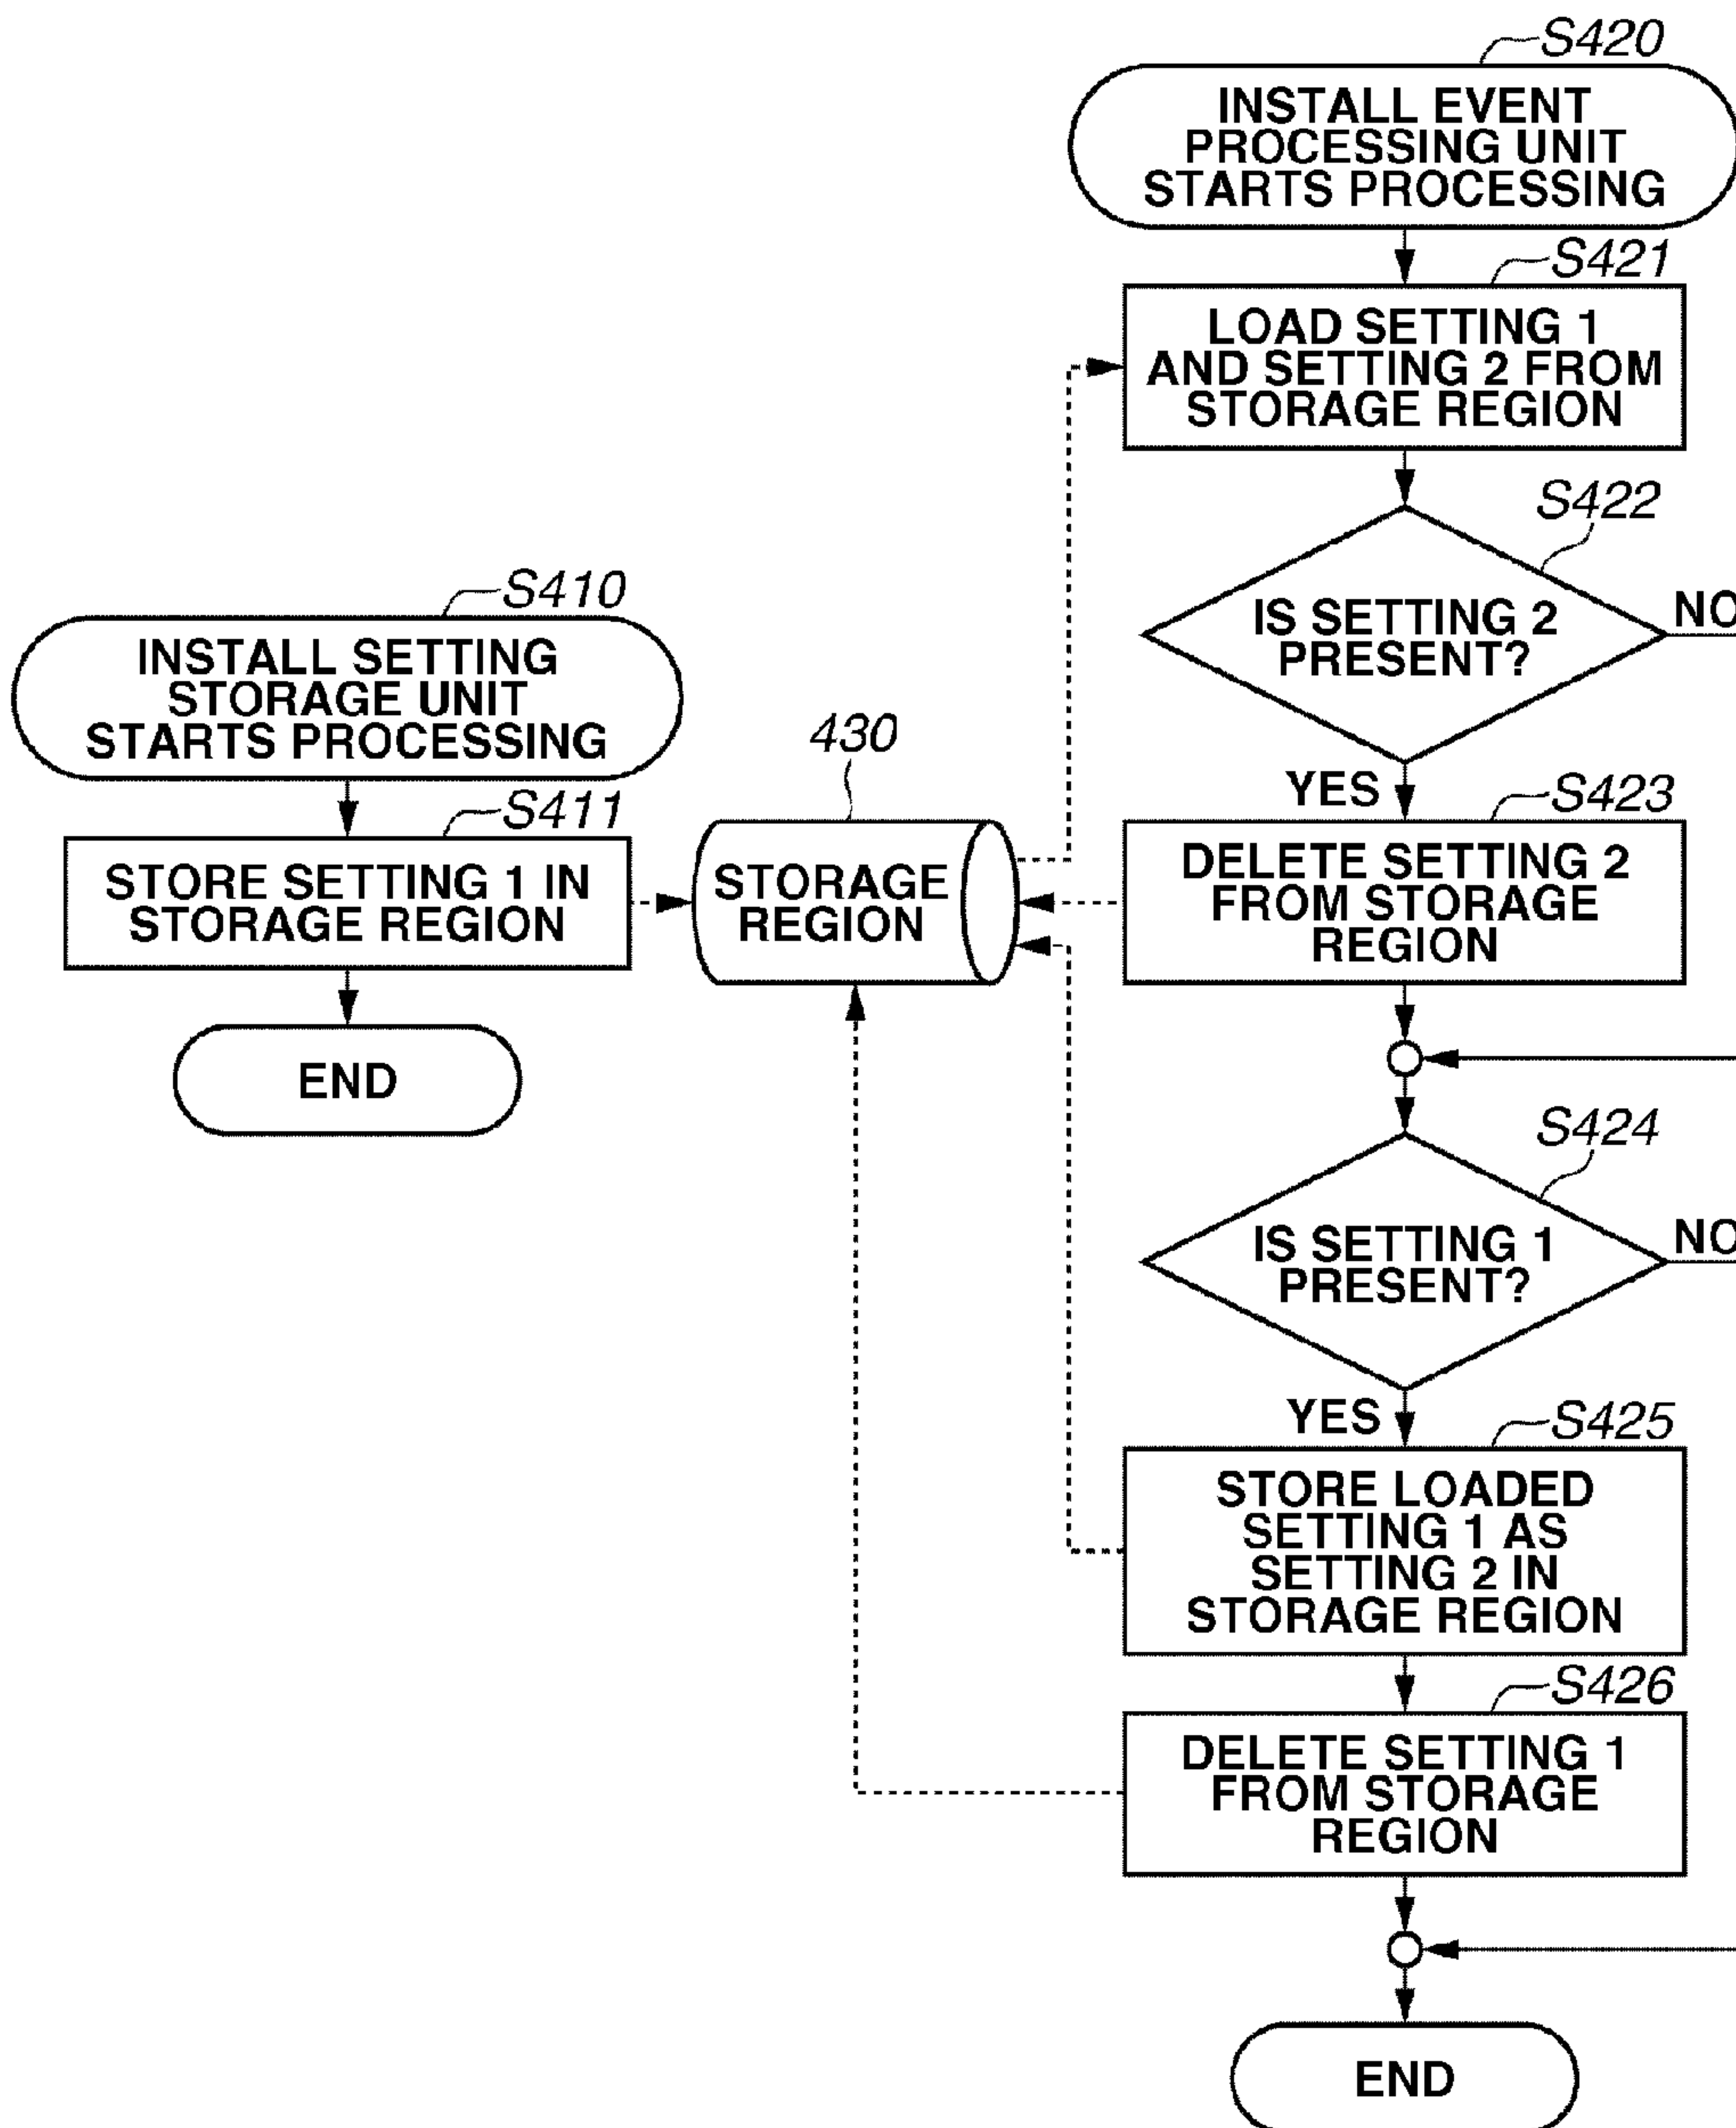 S420
INSTALL EVENT
PROCESSING UNIT
STARTS PROCESSING
S421
LOAD SETTING 1
AND SETTING 2 FROM
STORAGE REGION
S422
IS SETTING 2
PRESENT?
NO
YES
S410
INSTALL SETTING
STORAGE UNIT
STARTS PROCESSING
S411
STORE SETTING 1 IN
STORAGE REGION
END
430
STORAGE
REGION
S423
DELETE SETTING 2
FROM STORAGE
REGION
S424
IS SETTING 1
PRESENT?
NO
YES
S425
STORE LOADED
SETTING 1 AS
SETTING 2 IN
STORAGE REGION
S426
DELETE SETTING 1
FROM STORAGE
REGION
END